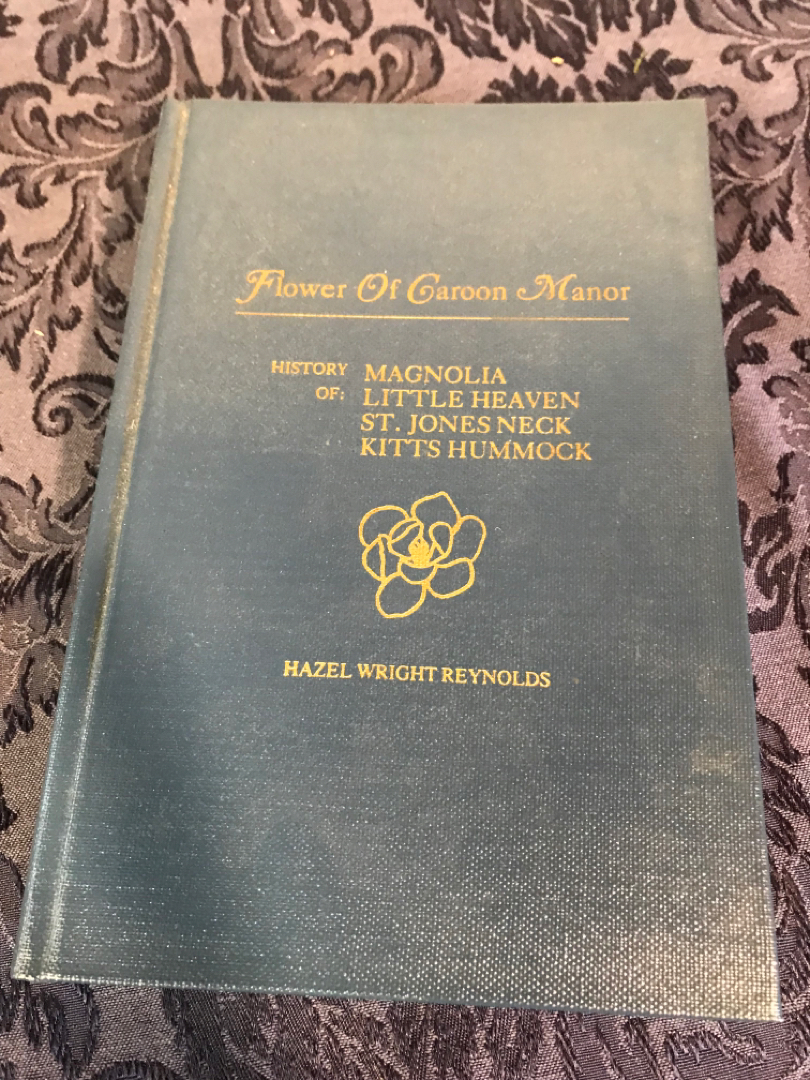 Flower Of Caroon Manor
HISTORY OF: MAGNOLIA
LITTLE HEAVEN
ST. JONES NECK
KITTS HUMMOCK
HAZEL WRIGHT REYNOLDS